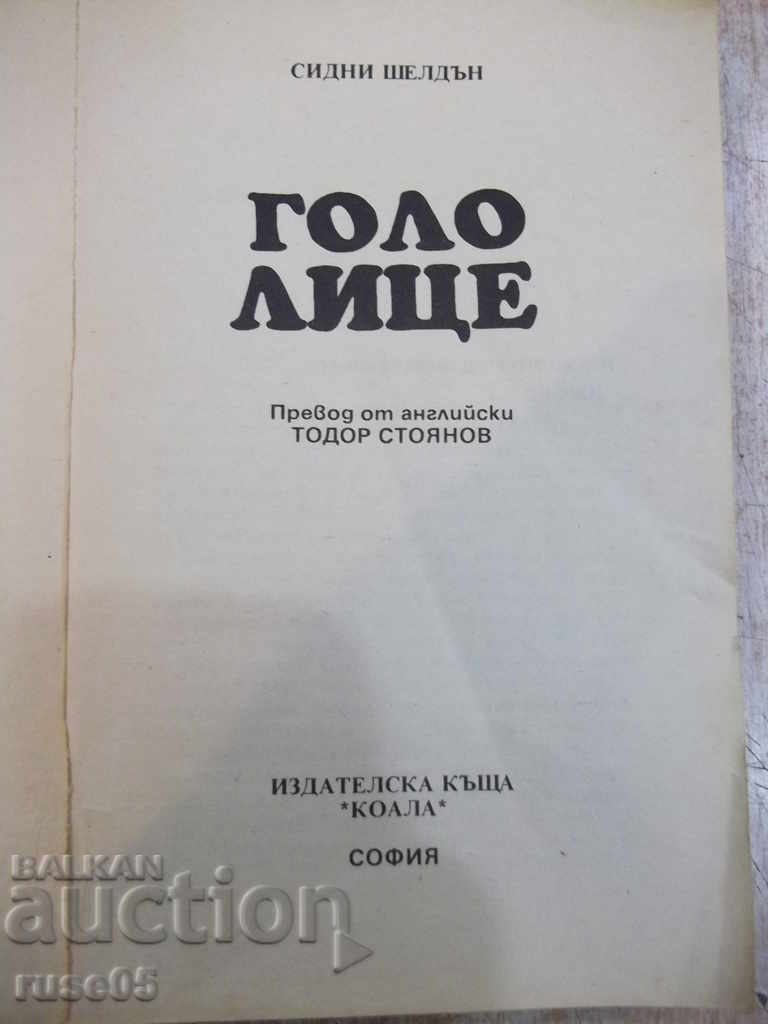 СИДНИ ШЕЛДЪН
ГОЛО
ЛИЦЕ
Превод от английски
ТОДОР СТОЯНОВ
ИЗДАТЕЛСКА КЪЩА
*КОАЛА*
СОФИЯ
BALKAN
auction
ruse05